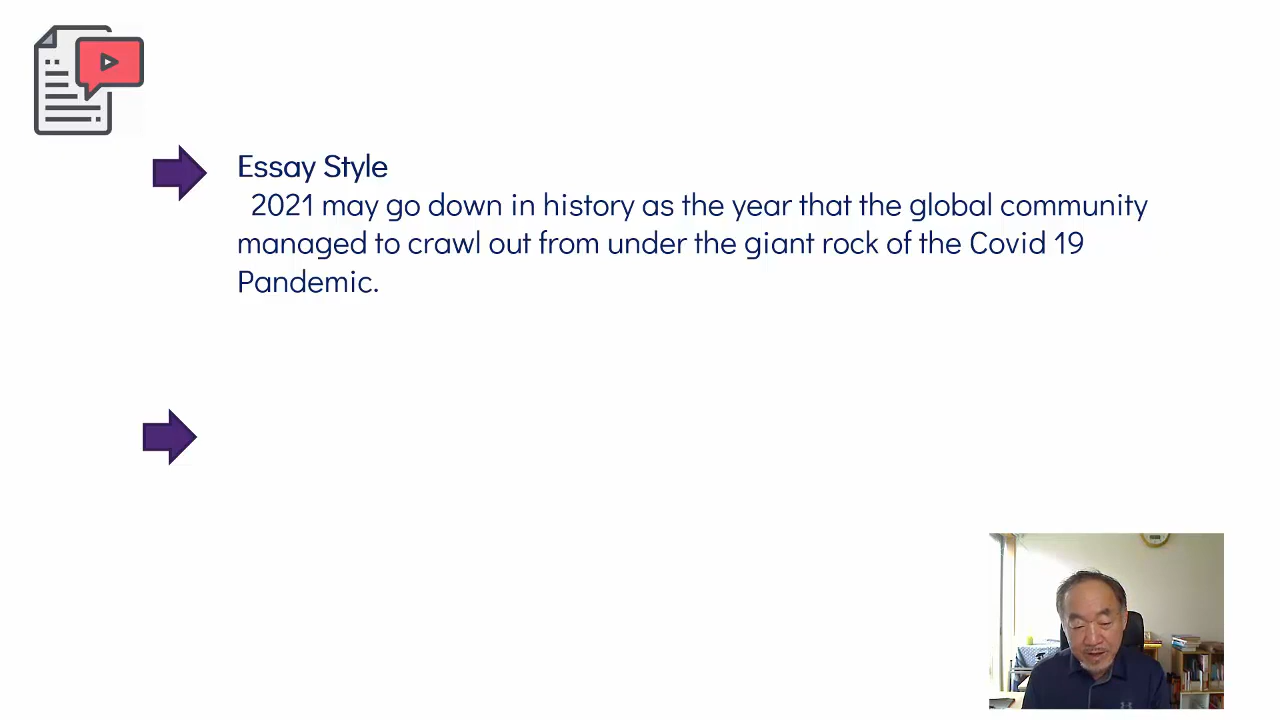 Essay Style
2021 may go down in history as the year that the global community
managed to crawl out from under the giant rock of the Covid 19
Pandemic.